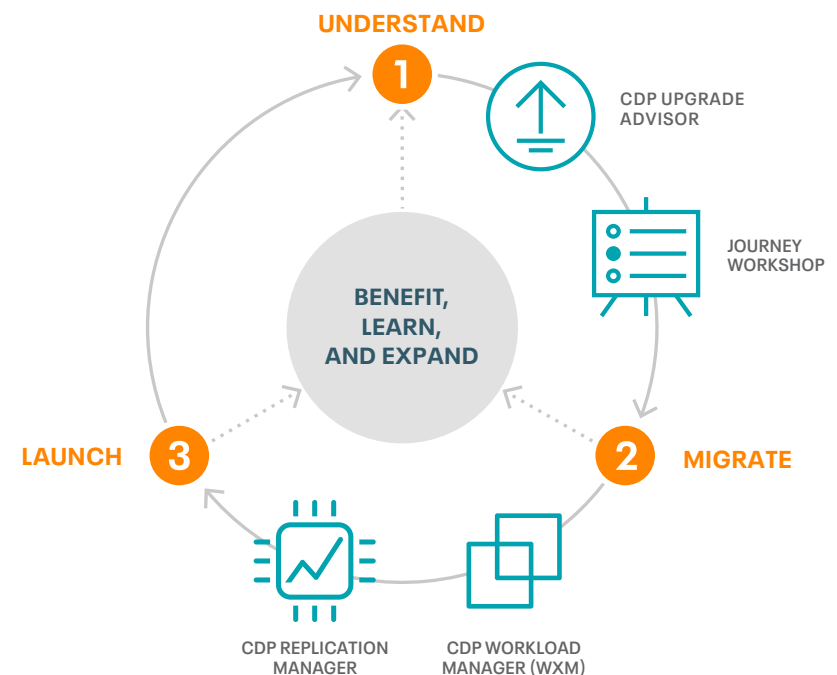 UNDERSTAND
1
CDP UPGRADE
ADVISOR
JOURNEY
WORKSHOP
BENEFIT,
LEARN,
AND EXPAND
LAUNCH
3
2
MIGRATE
CDP REPLICATION
MANAGER
CDP WORKLOAD
MANAGER (WXM)